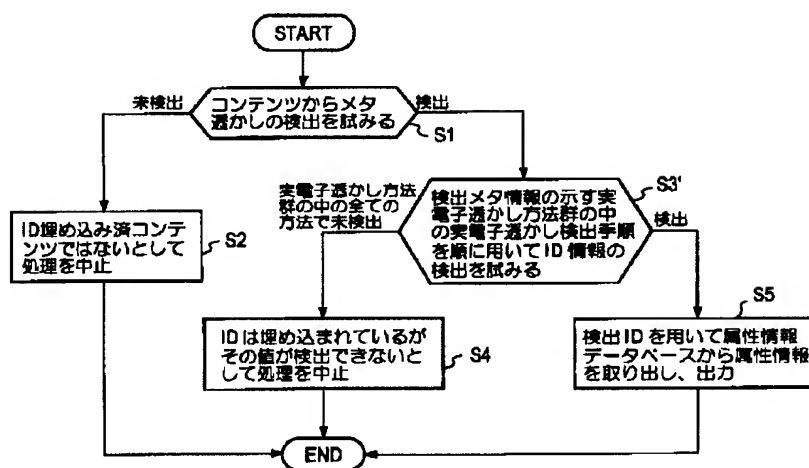 START
未検出
コンテンツからメタ
透かしの検出を試みる
検出
S1
実電子透かし方法
群の中の全ての
方法で未検出
検出メタ情報の示す実
電子透かし方法群の中
の実電子透かし検出手順
を順に用いてID情報の
検出を試みる
S3'
検出
ID埋め込み済コンテ
ンツではないとして
処理を中止
S2
IDは埋め込まれているが
その値が検出できないと
して処理を中止
S4
S5
検出IDを用いて属性情報
データベースから属性情報
を取り出し、出力
END